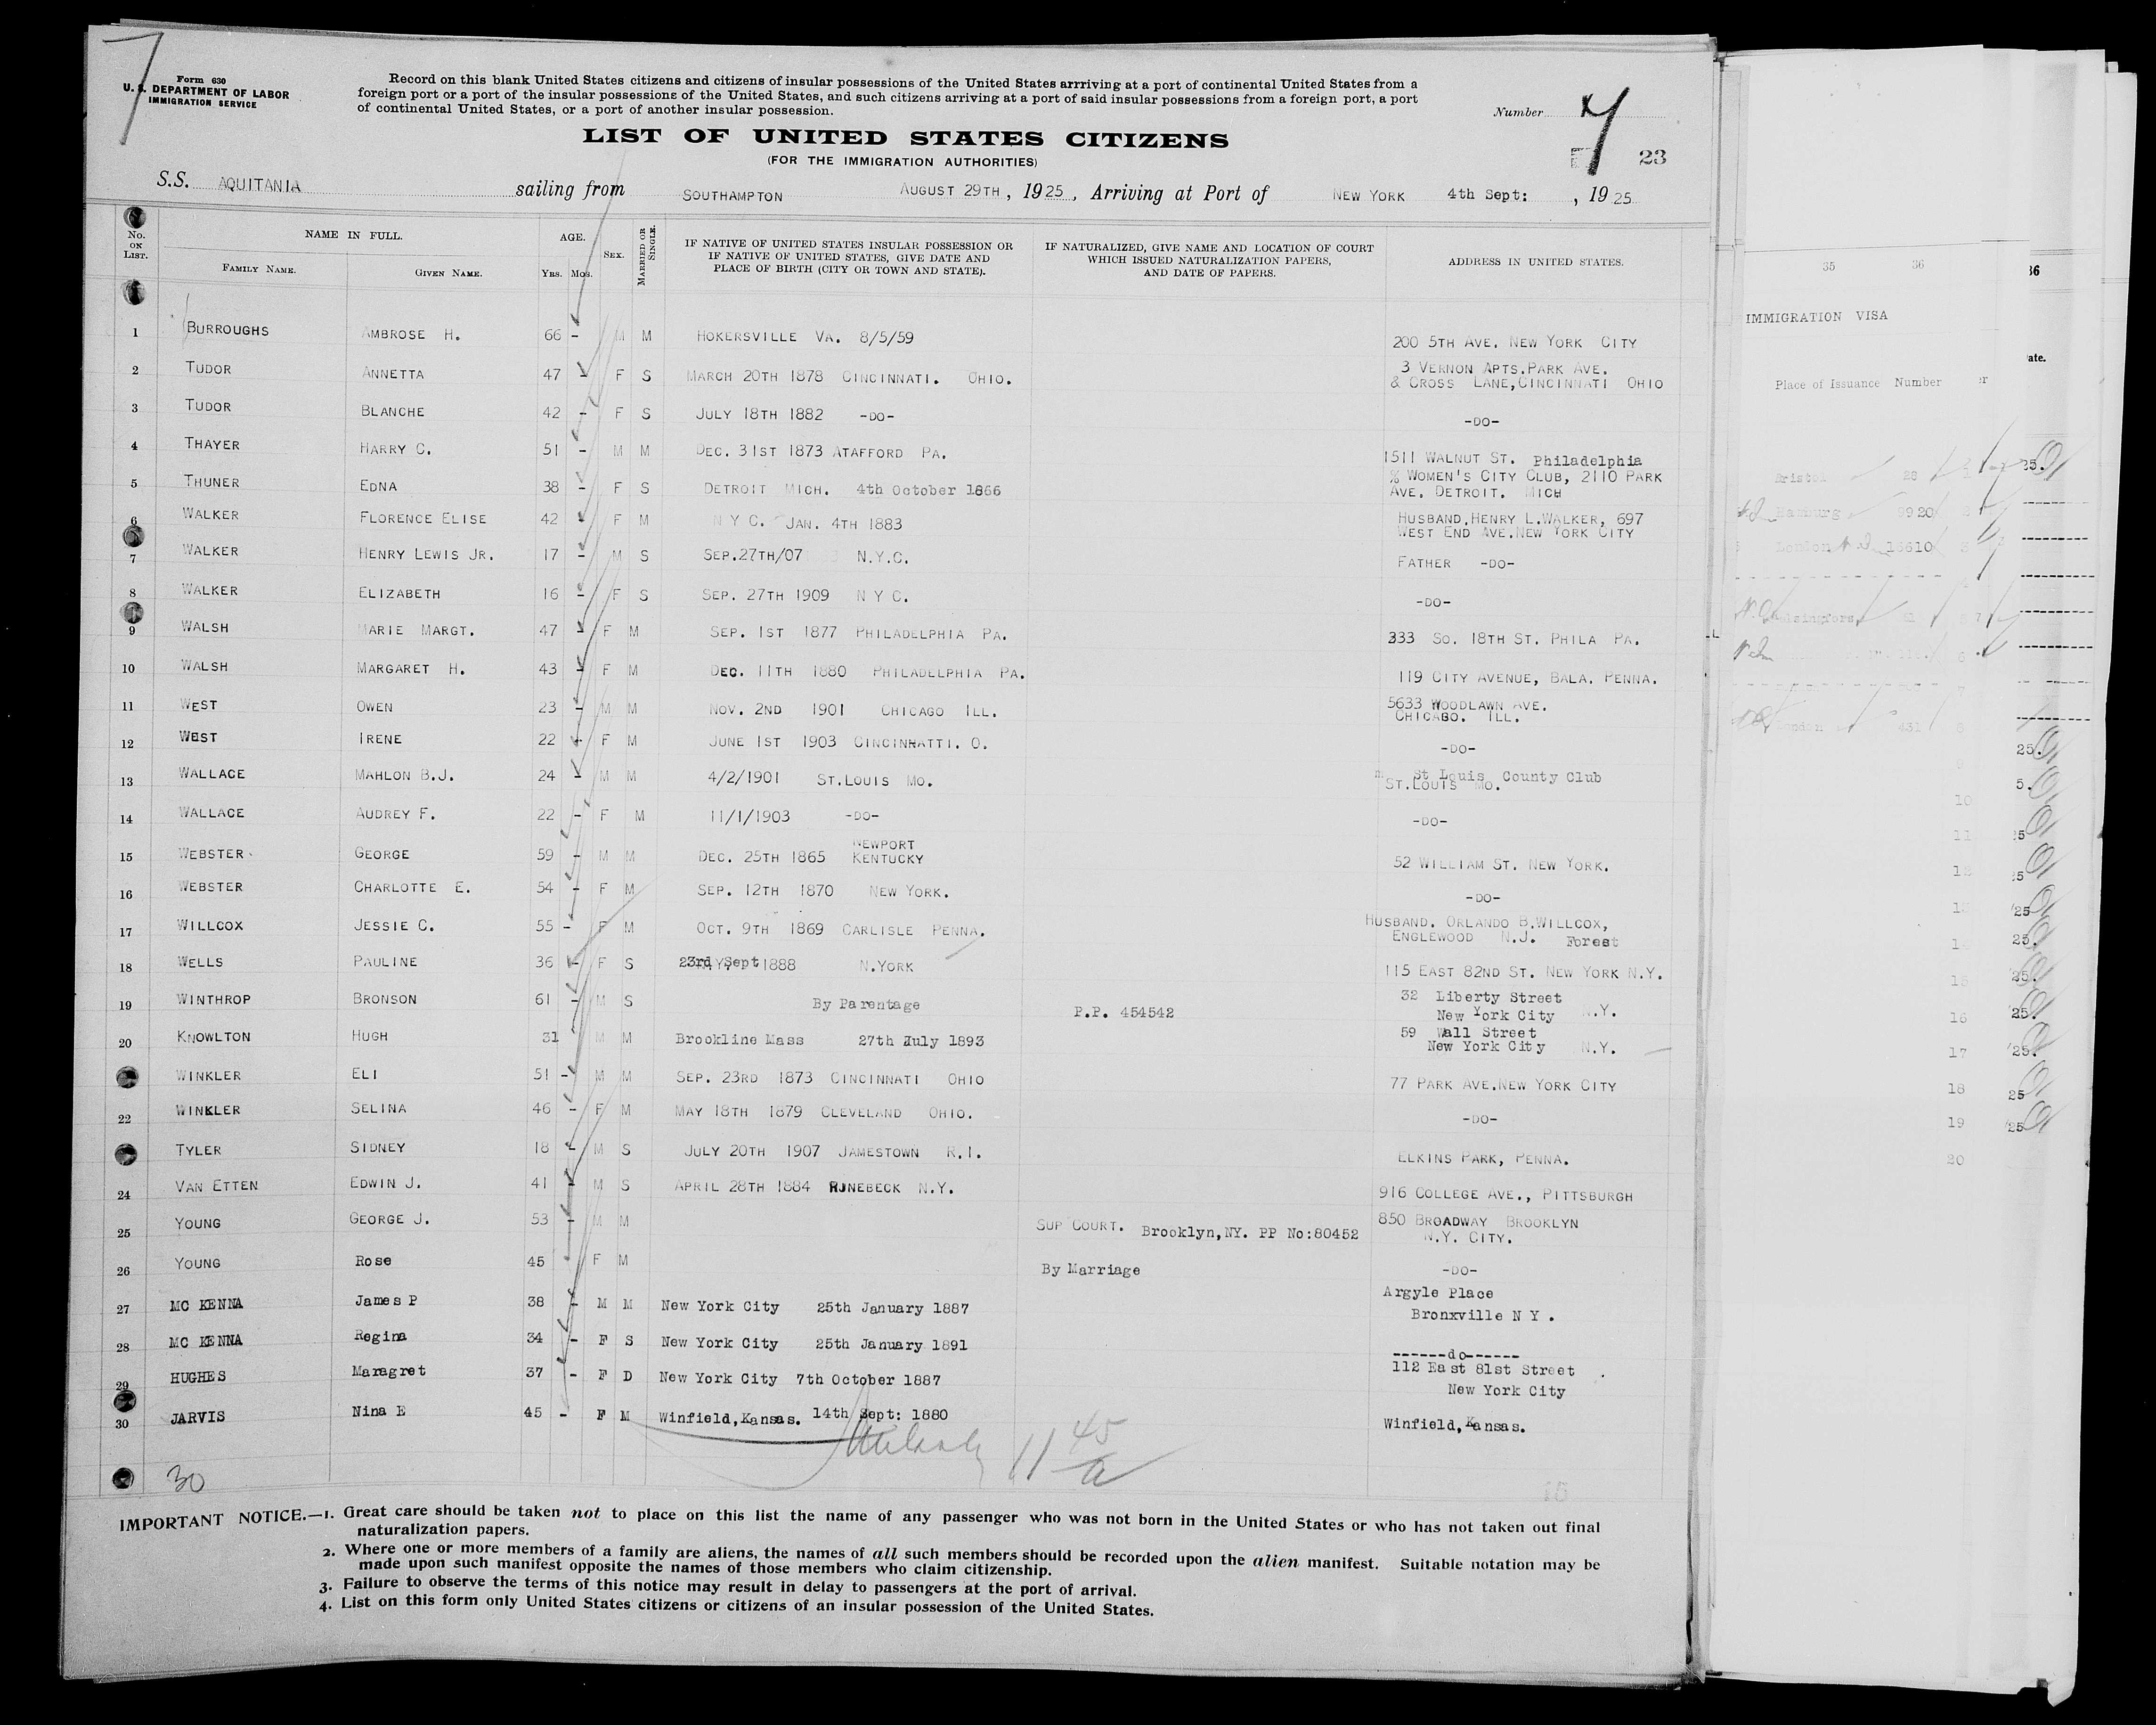 Form 630
U. S. DEPARTMENT OF LABOR
IMMIGRATION SERVICE
Record on this blank United States citizens and citizens of insular possessions of the United States arrriving at a port of continental United States from a
foreign port or a port of the insular possessions of the United States, and such citizens arriving at a port of said insular possessions from a foreign port, a port
of continental United States, or a port of another insular possession.
Number
23
LIST OF UNITED STATES CITIZENS
(FOR THE IMMIGRATION AUTHORITIES)
S.S. AQUITANIA sailing from SOUTHAMPTON AUGUST 29TH, 1925, Arriving at Port of NEW YORK 4th Sept: , 1925
No. ON LIST. NAME IN FULL. FAMILY NAME. GIVEN NAME. AGE. YRS. MOS. SEX. MARRIED OR SINGLE. IF NATIVE OF UNITED STATES INSULAR POSSESSION OR IF NATIVE OF UNITED STATES, GIVE DATE AND PLACE OF BIRTH (CITY OR TOWN AND STATE). IF NATURALIZED, GIVE NAME AND LOCATION OF COURT WHICH ISSUED NATURALIZATION PAPERS, AND DATE OF PAPERS. ADDRESS IN UNITED STATES.
1 BURROUGHS AMBROSE H. 66 - M M HOKERSVILLE VA. 8/5/59 200 5TH AVE. NEW YORK CITY
2 TUDOR ANNETTA 47 - F S MARCH 20TH 1878 CINCINNATI. OHIO. 3 VERNON APTS.PARK AVE.
& CROSS LANE,CINCINNATI OHIO
3 TUDOR BLANCHE 42 - F S JULY 18TH 1882 -DO- -DO-
4 THAYER HARRY C. 51 - M M DEC. 31ST 1873 ATAFFORD PA. 1511 WALNUT ST. Philadelphia
5 THUNER EDNA 38 - F S DETROIT MICH. 4th October 1866 % WOMEN'S CITY CLUB, 2110 PARK
AVE. DETROIT. MICH
6 WALKER FLORENCE ELISE 42 - F M N Y C. JAN. 4TH 1883 HUSBAND,HENRY L.WALKER, 697
WEST END AVE.NEW YORK CITY
7 WALKER HENRY LEWIS JR. 17 - M S SEP.27TH/07 N.Y.C. FATHER -DO-
8 WALKER ELIZABETH 16 - F S SEP. 27TH 1909 N Y C. -DO-
9 WALSH MARIE MARGT. 47 - F M SEP. 1ST 1877 PHILADELPHIA PA. 333 SO. 18TH ST. PHILA PA.
10 WALSH MARGARET H. 43 - F M DEC. 11TH 1880 PHILADELPHIA PA. 119 CITY AVENUE, BALA. PENNA.
11 WEST OWEN 23 - M M NOV. 2ND 1901 CHICAGO ILL. 5633 WOODLAWN AVE.
CHICAGO. ILL.
12 WEST IRENE 22 - F M JUNE 1ST 1903 CINCINHATTI. O. -DO-
13 WALLACE MAHLON B.J. 24 - M M 4/2/1901 ST.LOUIS MO. St Louis County Club
ST.LOUIS MO.
14 WALLACE AUDREY F. 22 - F M 11/1/1903 -DO- -DO-
15 WEBSTER GEORGE 59 - M M DEC. 25TH 1865 NEWPORT KENTUCKY 52 WILLIAM ST. NEW YORK.
16 WEBSTER CHARLOTTE E. 54 - F M SEP. 12TH 1870 NEW YORK. -DO-
17 WILLCOX JESSIE C. 55 - F M OCT. 9TH 1869 CARLISLE PENNA. HUSBAND. ORLANDO B.WILLCOX,
ENGLEWOOD N.J. Forest
18 WELLS PAULINE 36 - F S 23rd Sept 1888 N.YORK 115 EAST 82ND ST. NEW YORK N.Y.
19 WINTHROP BRONSON 61 - M S By Parentage P.P. 454542 32 Liberty Street
New York City N.Y.
20 KNOWLTON HUGH 31 M M Brookline Mass 27th July 1893 59 Wall Street
New York City N.Y.
WINKLER ELI 51 - M M SEP. 23RD 1873 CINCINNATI OHIO 77 PARK AVE.NEW YORK CITY
22 WINKLER SELINA 46 - F M MAY 18TH 1879 CLEVELAND OHIO. -DO-
TYLER SIDNEY 18 - M S JULY 20TH 1907 JAMESTOWN R.I. ELKINS PARK, PENNA.
24 VAN ETTEN EDWIN J. 41 - M S APRIL 28TH 1884 RINEBECK N.Y. 916 COLLEGE AVE., PITTSBURGH
25 YOUNG GEORGE J. 53 - M M SUP COURT. Brooklyn,NY. PP No:80452 850 BROADWAY BROOKLYN
N.Y. CITY.
26 YOUNG Rose 45 - F M By Marriage -DO-
27 MC KENNA James P 38 - M M New York City 25th January 1887 Argyle Place
Bronxville N Y .
28 MC KENNA Regina 34 - F S New York City 25th January 1891 ------do------
29 HUGHES Maragret 37 - F D New York City 7th October 1887 112 East 81st Street
New York City
30 JARVIS Nina E 45 - F M Winfield,Kansas. 14th Sept: 1880 Winfield,Kansas.
11 45/a
30
IMPORTANT NOTICE.—1. Great care should be taken not to place on this list the name of any passenger who was not born in the United States or who has not taken out final
naturalization papers.
2. Where one or more members of a family are aliens, the names of all such members should be recorded upon the alien manifest. Suitable notation may be
made upon such manifest opposite the names of those members who claim citizenship.
3. Failure to observe the terms of this notice may result in delay to passengers at the port of arrival.
4. List on this form only United States citizens or citizens of an insular possession of the United States.
35 36
36
IMMIGRATION VISA
Place of Issuance Number
Bristol 28
Hamburg 9920
London 13610
10
11
16
17
18
19
20